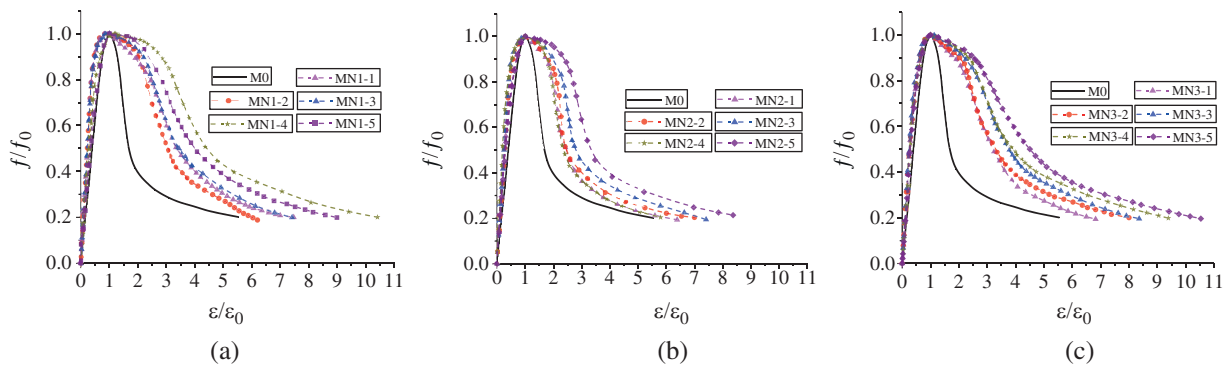 f/f0
1.0
0.8
0.6
0.4
0.2
0.0
M0
MN1-1
MN1-2
MN1-3
MN1-4
MN1-5
0 1 2 3 4 5 6 7 8 9 10 11
ε/ε0
(a)
f/f0
1.0
0.8
0.6
0.4
0.2
0.0
M0
MN2-1
MN2-2
MN2-3
MN2-4
MN2-5
0 1 2 3 4 5 6 7 8 9 10 11
ε/ε0
(b)
f/f0
1.0
0.8
0.6
0.4
0.2
0.0
M0
MN3-1
MN3-2
MN3-3
MN3-4
MN3-5
0 1 2 3 4 5 6 7 8 9 10 11
ε/ε0
(c)